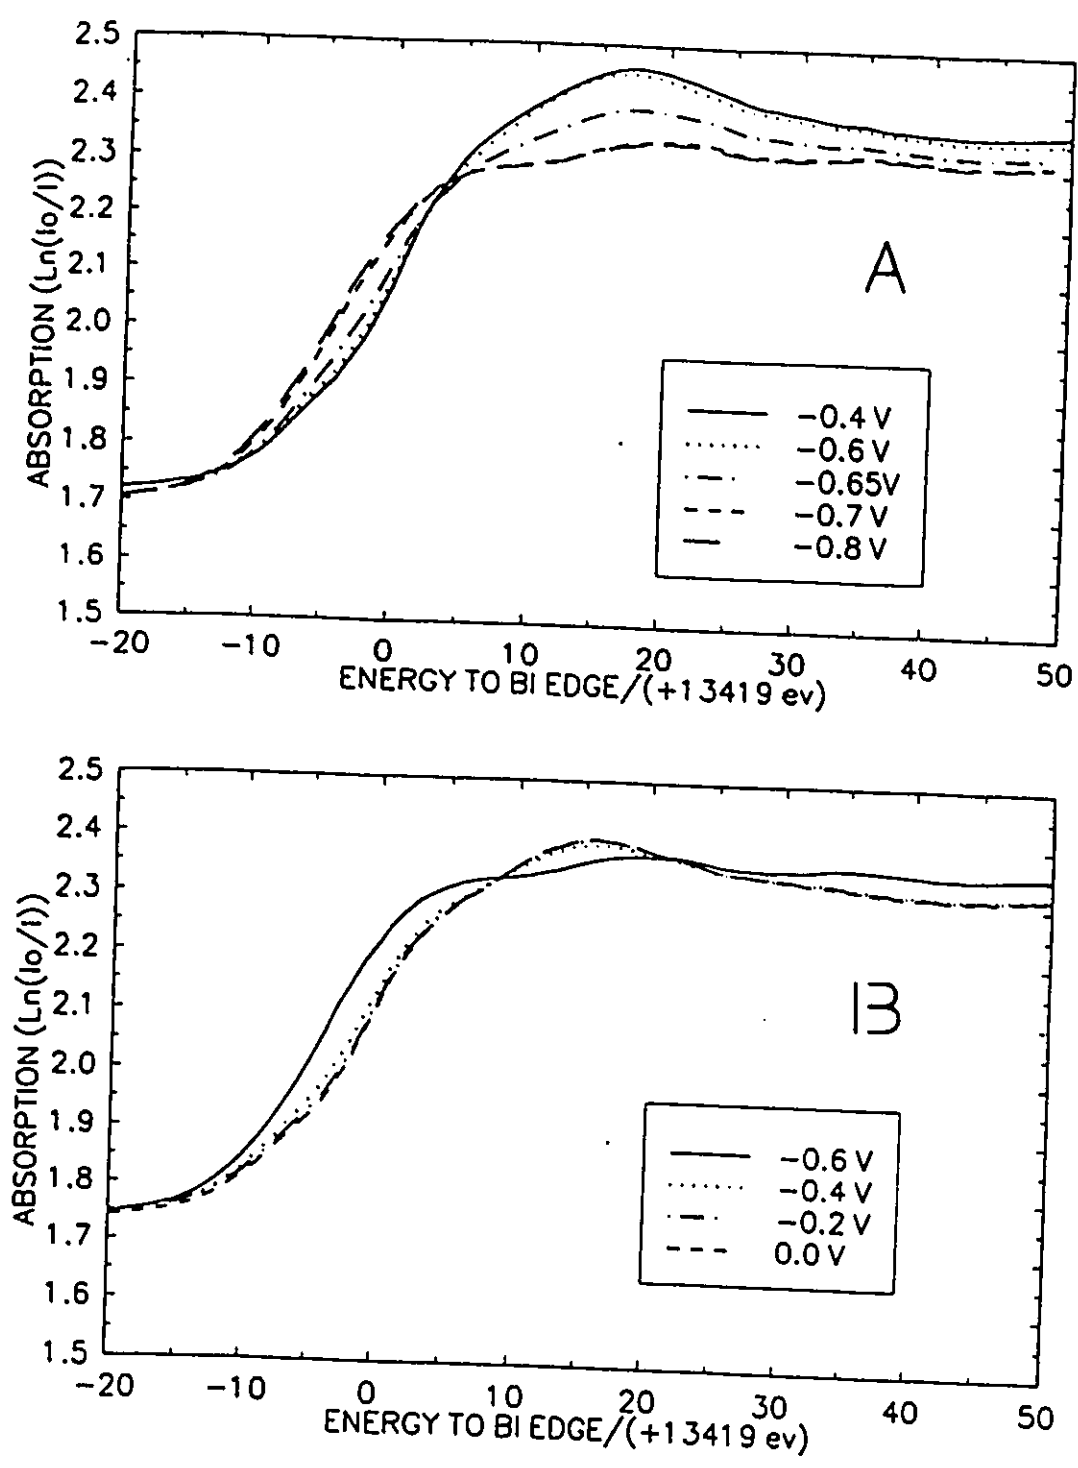 2.5
2.4
2.3
2.2
2.1
2.0
1.9
1.8
1.7
1.6
1.5
ABSORPTION (Ln(Io/I))
A
-0.4 V
-0.6 V
-0.65V
-0.7 V
-0.8 V
-20 -10 0 10 20 30 40 50
ENERGY TO BI EDGE/(+13419 ev)
2.5
2.4
2.3
2.2
2.1
2.0
1.9
1.8
1.7
1.6
1.5
ABSORPTION (Ln(Io/I))
B
-0.6 V
-0.4 V
-0.2 V
0.0 V
-20 -10 0 10 20 30 40 50
ENERGY TO BI EDGE/(+13419 ev)